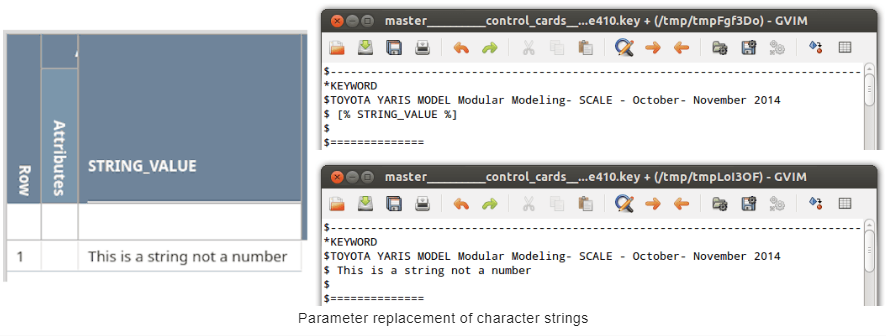 Row
Attributes
STRING_VALUE
1
This is a string not a number
master________control_cards__...e410.key + (/tmp/tmpFgf3Do) - GVIM
$------------------------------------------------------------------------------
*KEYWORD
$TOYOTA YARIS MODEL Modular Modeling- SCALE - October- November 2014
$ [% STRING_VALUE %]
$
$==============
master________control_cards__...e410.key + (/tmp/tmpLoI3OF) - GVIM
$------------------------------------------------------------------------------
*KEYWORD
$TOYOTA YARIS MODEL Modular Modeling- SCALE - October- November 2014
$ This is a string not a number
$
$==============
Parameter replacement of character strings